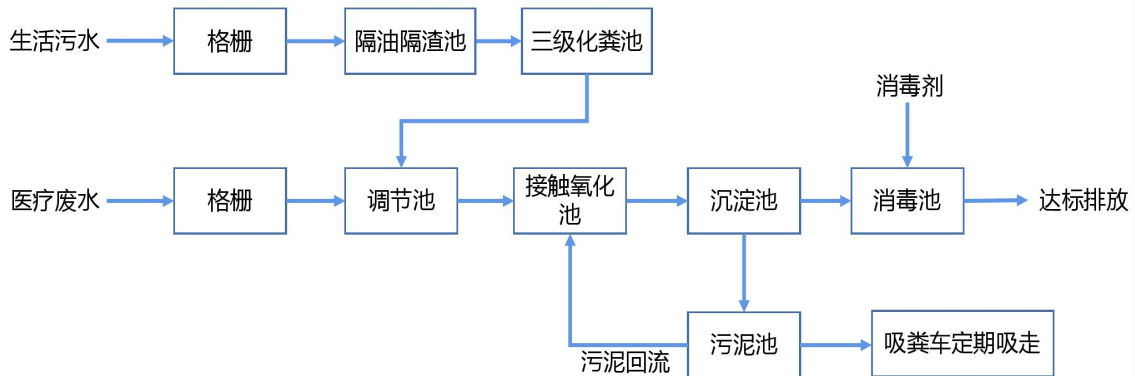 生活污水
格栅
隔油隔渣池
三级化粪池
消毒剂
医疗废水
格栅
调节池
接触氧化
池
沉淀池
消毒池
达标排放
污泥回流
污泥池
吸粪车定期吸走